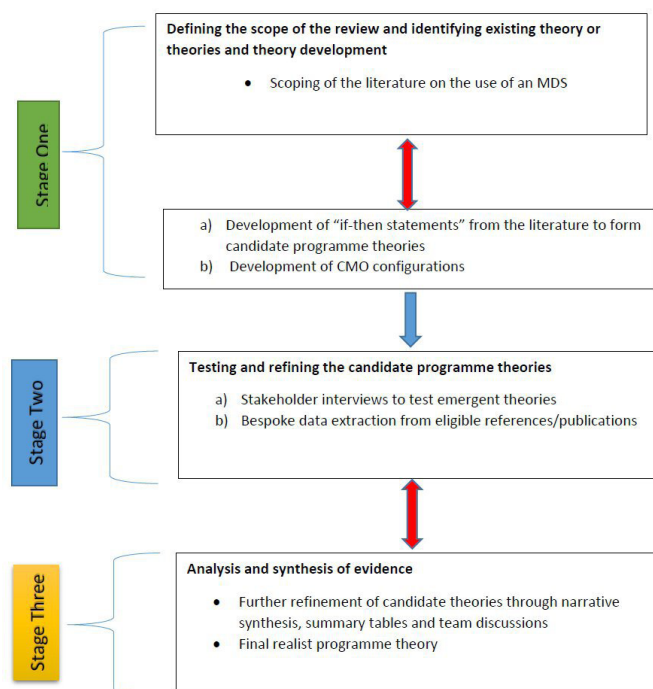 Stage One
Defining the scope of the review and identifying existing theory or
theories and theory development
• Scoping of the literature on the use of an MDS
a) Development of “if-then statements” from the literature to form
candidate programme theories
b) Development of CMO configurations
Stage Two
Testing and refining the candidate programme theories
a) Stakeholder interviews to test emergent theories
b) Bespoke data extraction from eligible references/publications
Stage Three
Analysis and synthesis of evidence
• Further refinement of candidate theories through narrative
synthesis, summary tables and team discussions
• Final realist programme theory